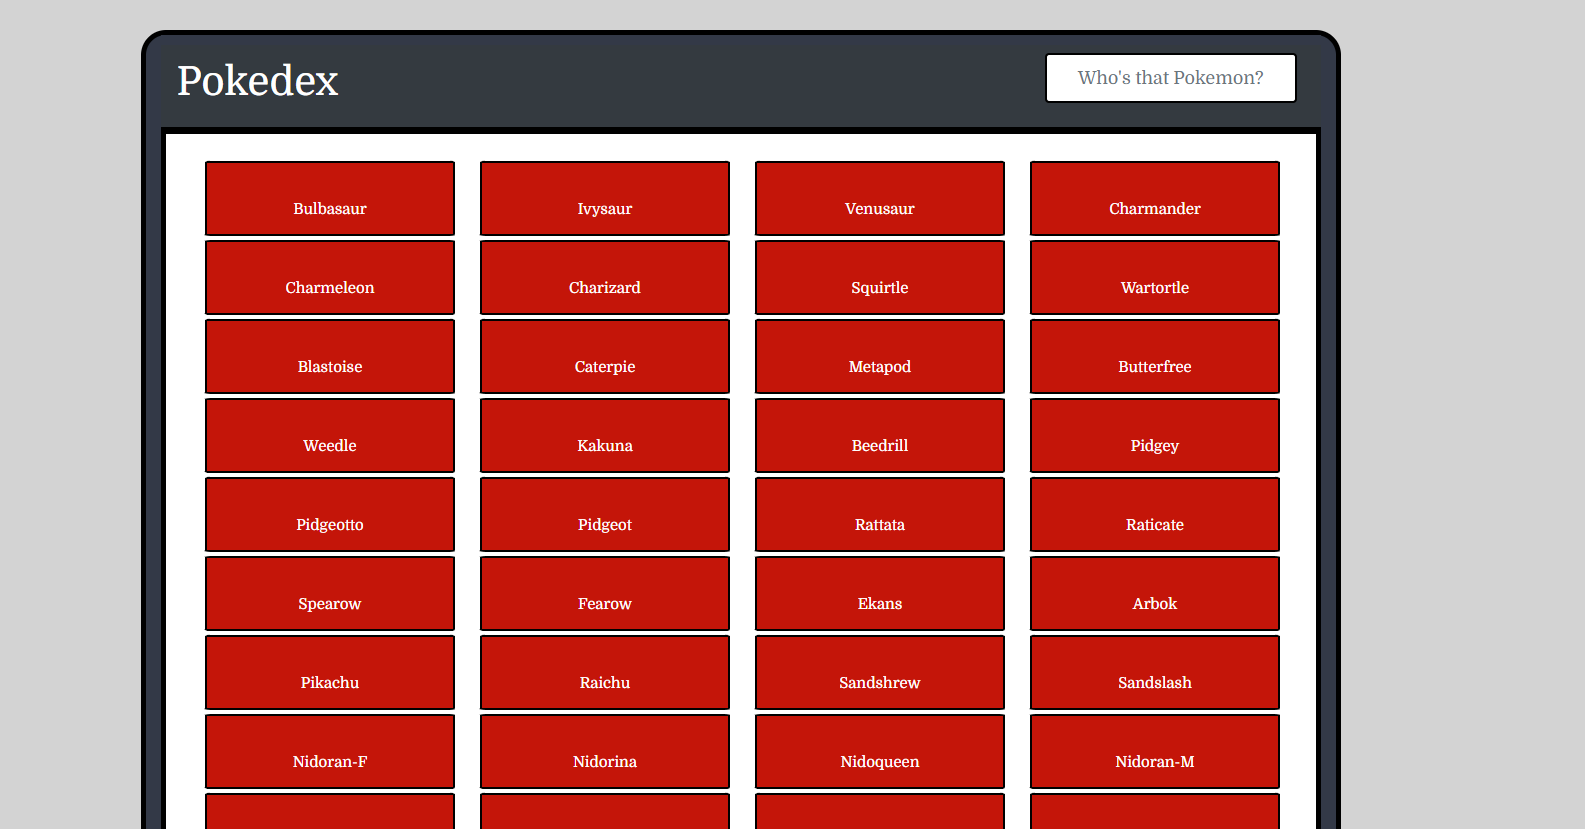 Pokedex
Who's that Pokemon?
Bulbasaur
Ivysaur
Venusaur
Charmander
Charmeleon
Charizard
Squirtle
Wartortle
Blastoise
Caterpie
Metapod
Butterfree
Weedle
Kakuna
Beedrill
Pidgey
Pidgeotto
Pidgeot
Rattata
Raticate
Spearow
Fearow
Ekans
Arbok
Pikachu
Raichu
Sandshrew
Sandslash
Nidoran-F
Nidorina
Nidoqueen
Nidoran-M